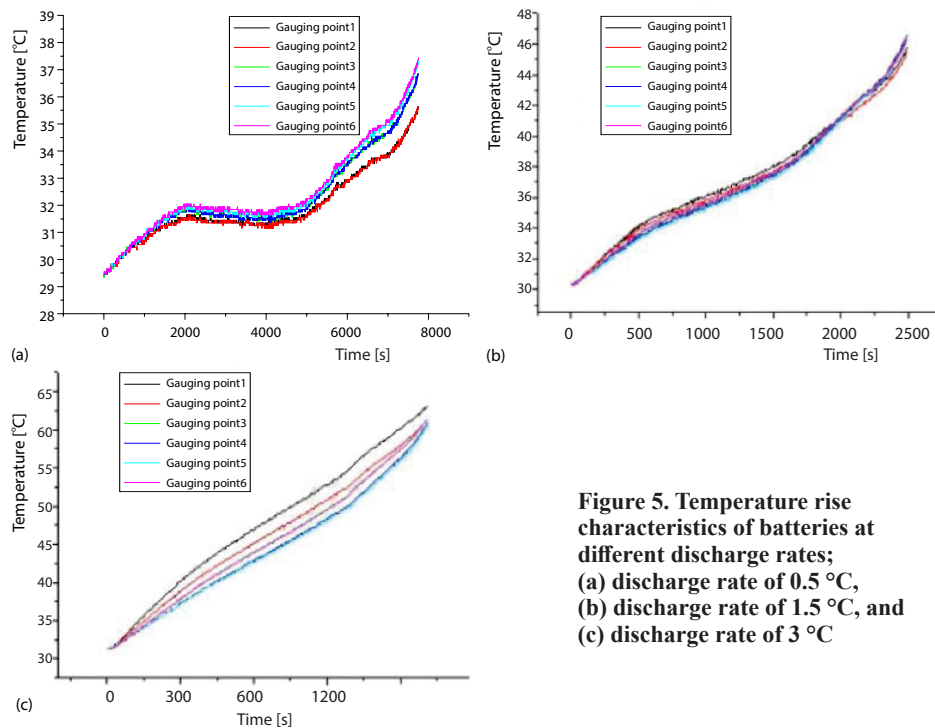 39
38
37
36
35
34
33
32
31
30
29
28
Temperature [°C]
Gauging point1
Gauging point2
Gauging point3
Gauging point4
Gauging point5
Gauging point6
0 2000 4000 6000 8000
Time [s]
(a)
48
46
44
42
40
38
36
34
32
30
Temperature [°C]
Gauging point1
Gauging point2
Gauging point3
Gauging point4
Gauging point5
Gauging point6
0 500 1000 1500 2000 2500
Time [s]
(b)
65
60
55
50
45
40
35
30
Temperature [°C]
Gauging point1
Gauging point2
Gauging point3
Gauging point4
Gauging point5
Gauging point6
0 300 600 1200
Time [s]
(c)
Figure 5. Temperature rise
characteristics of batteries at
different discharge rates;
(a) discharge rate of 0.5 °C,
(b) discharge rate of 1.5 °C, and
(c) discharge rate of 3 °C